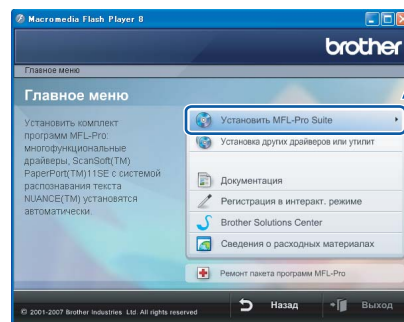 Macromedia Flash Player 8
brother
Главное меню
Главное меню
Установить комплект
программ MFL-Pro:
многофункциональные
драйверы, ScanSoft(TM)
PaperPort(TM)11SE с системой
распознавания текста
NUANCE(TM) установятся
автоматически.
Установить MFL-Pro Suite
Установка других драйверов или утилит
Документация
Регистрация в интеракт. режиме
Brother Solutions Center
Сведения о расходных материалах
Ремонт пакета программ MFL-Pro
© 2001-2007 Brother Industries Ltd. All rights reserved
Назад
Выход